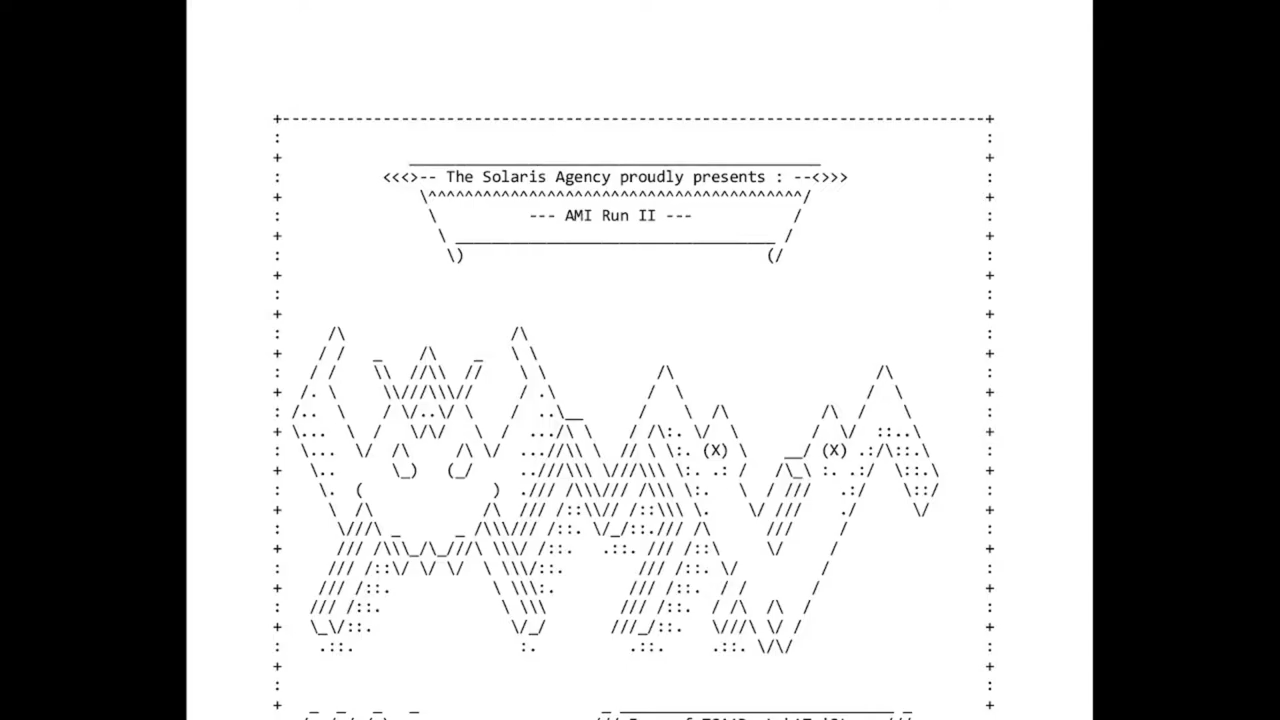 <<<>-- The Solaris Agency proudly presents : --<>>>
--- AMI Run II ---
(X) (X)